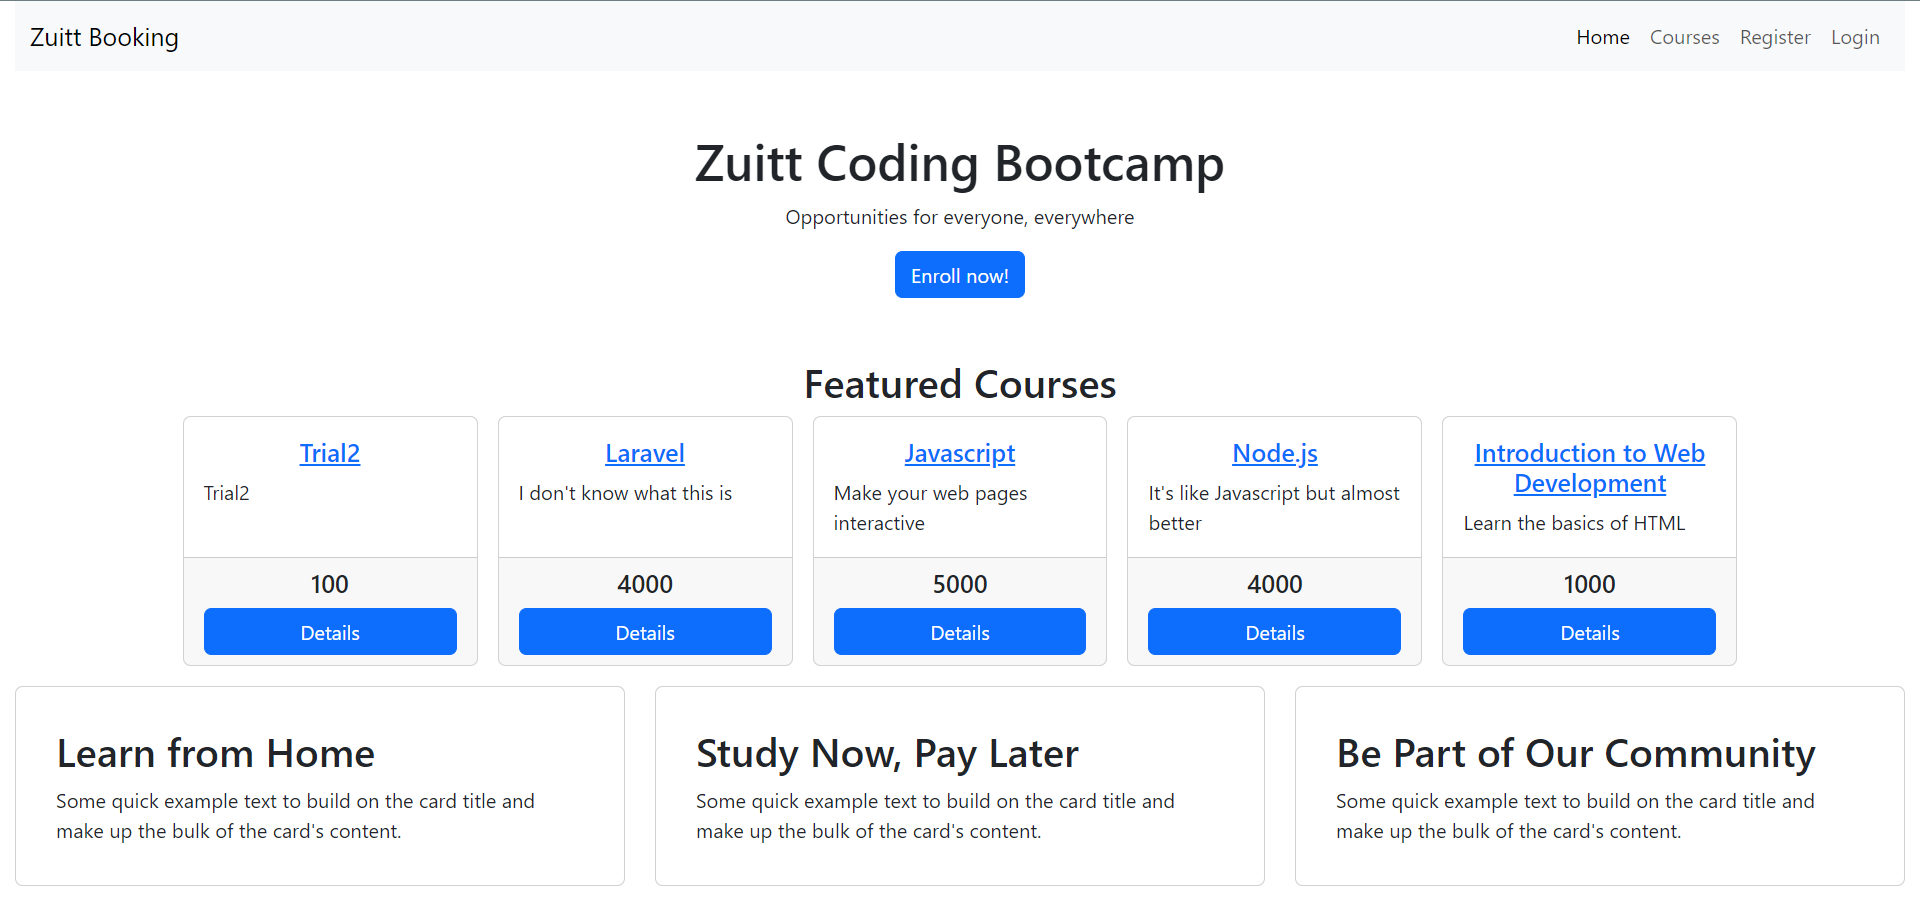 Zuitt Booking
Home Courses Register Login
Zuitt Coding Bootcamp
Opportunities for everyone, everywhere
Enroll now!
Featured Courses
Trial2
Trial2
100
Details
Laravel
I don't know what this is
4000
Details
Javascript
Make your web pages
interactive
5000
Details
Node.js
It's like Javascript but almost
better
4000
Details
Introduction to Web
Development
Learn the basics of HTML
1000
Details
Learn from Home
Some quick example text to build on the card title and
make up the bulk of the card's content.
Study Now, Pay Later
Some quick example text to build on the card title and
make up the bulk of the card's content.
Be Part of Our Community
Some quick example text to build on the card title and
make up the bulk of the card's content.